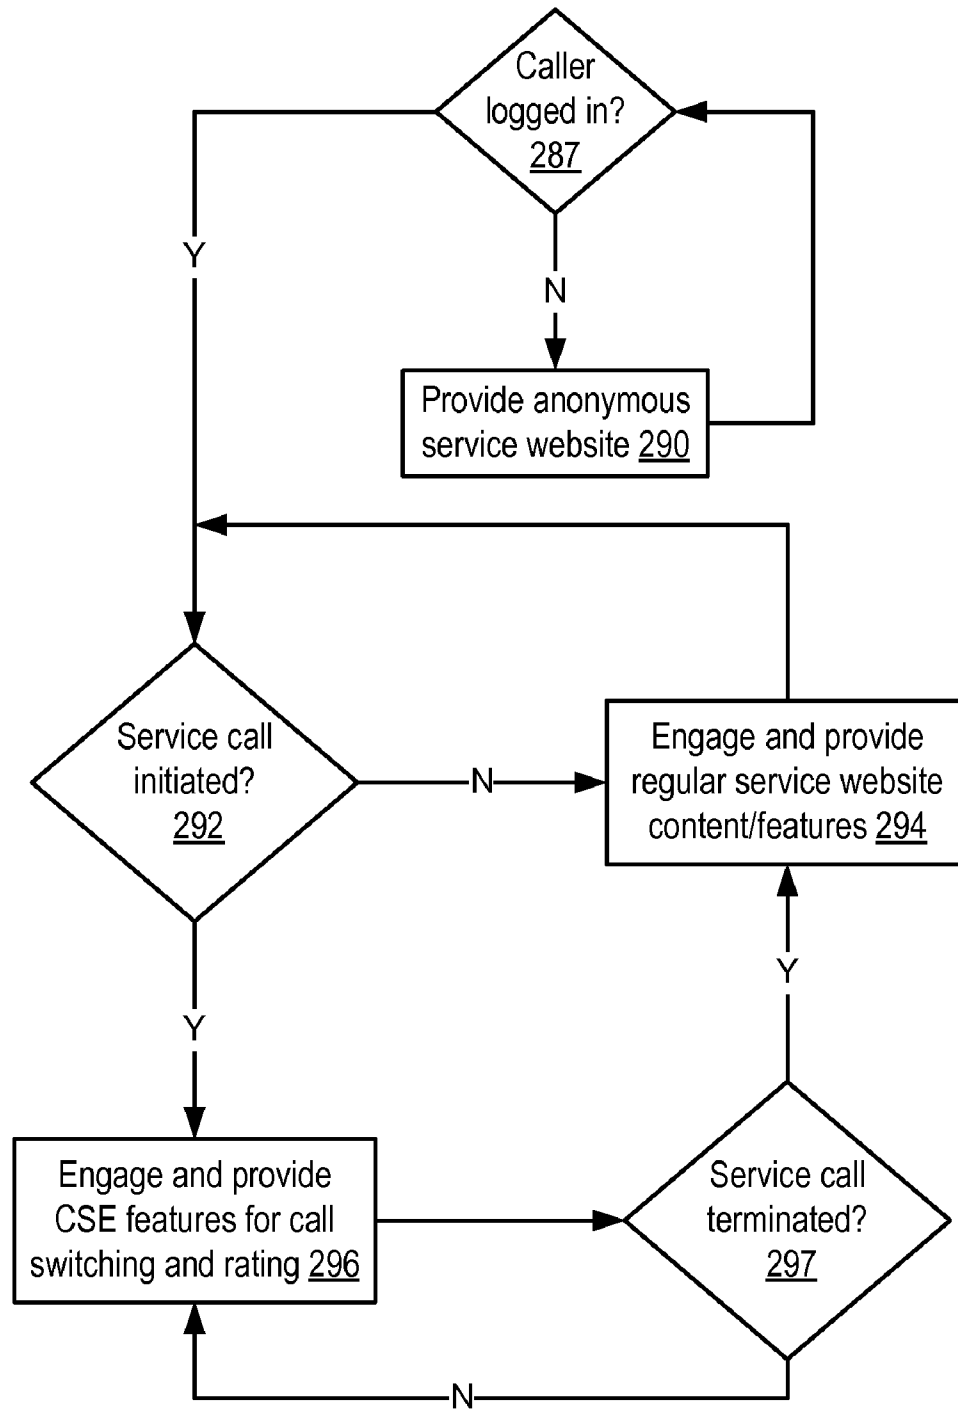 Caller
logged in?
287
Y
N
Provide anonymous
service website 290
Service call
initiated?
292
N
Engage and provide
regular service website
content/features 294
Y
Y
Engage and provide
CSE features for call
switching and rating 296
Service call
terminated?
297
N